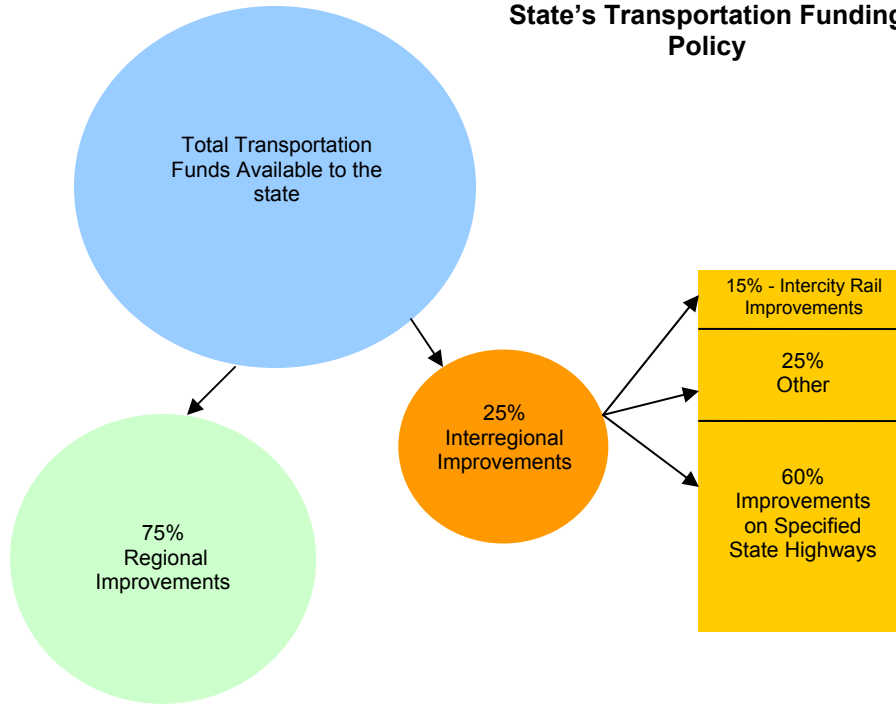 State's Transportation Funding
Policy
Total Transportation
Funds Available to the
state
15% - Intercity Rail
Improvements
25%
Other
25%
Interregional
Improvements
60%
Improvements
on Specified
State Highways
75%
Regional
Improvements